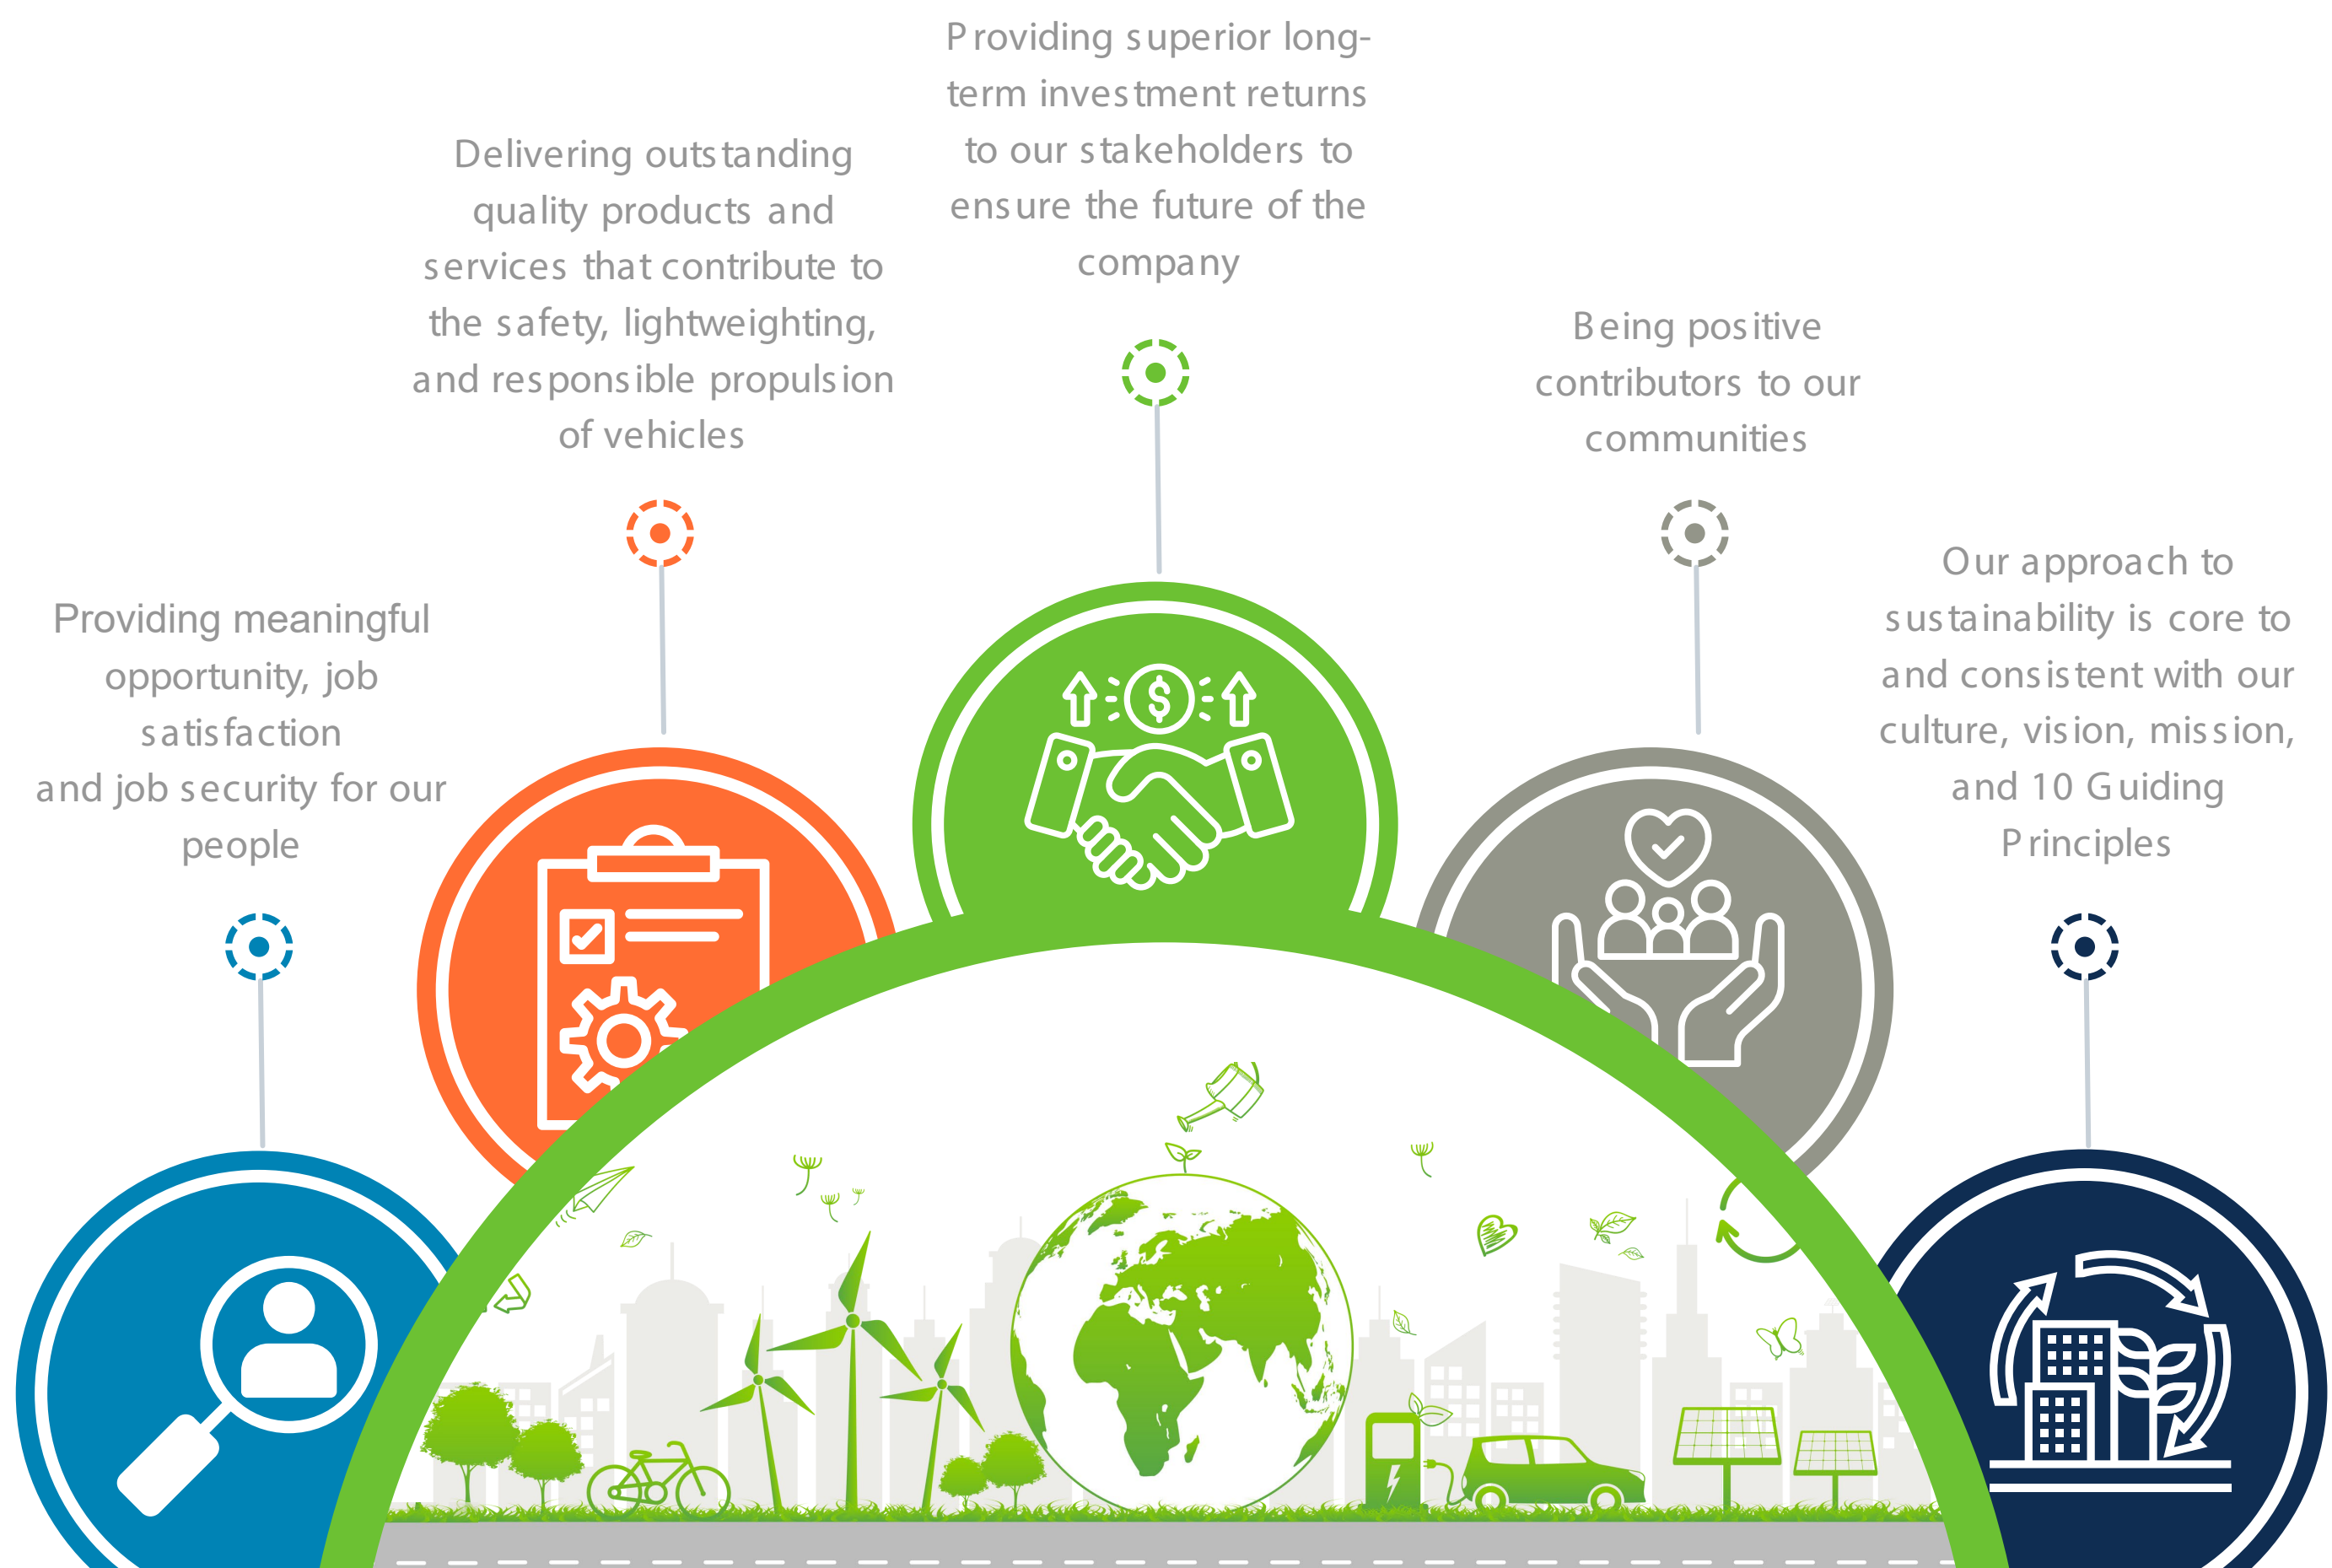 Providing meaningful
opportunity, job
satisfaction
and job security for our
people
Delivering outstanding
quality products and
services that contribute to
the safety, lightweighting,
and responsible propulsion
of vehicles
Providing superior long-
term investment returns
to our stakeholders to
ensure the future of the
company
Being positive
contributors to our
communities
Our approach to
sustainability is core to
and consistent with our
culture, vision, mission,
and 10 Guiding
Principles
$